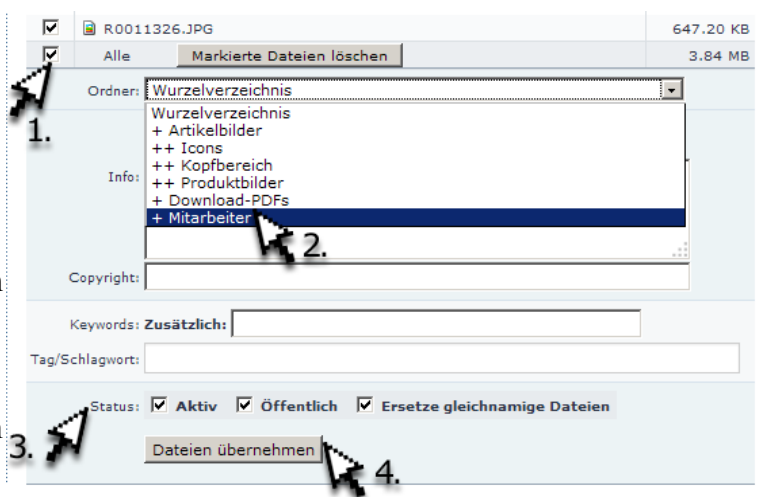 R0011326.JPG 647.20 KB
Alle Markierte Dateien löschen 3.84 MB
1.
Ordner: Wurzelverzeichnis
Wurzelverzeichnis
+ Artikelbilder
++ Icons
++ Kopfbereich
Info:
++ Produktbilder
+ Download-PDFs
+ Mitarbeiter
2.
Copyright:
Keywords: Zusätzlich:
Tag/Schlagwort:
Status: Aktiv Öffentlich Ersetze gleichnamige Dateien
3.
Dateien übernehmen
4.